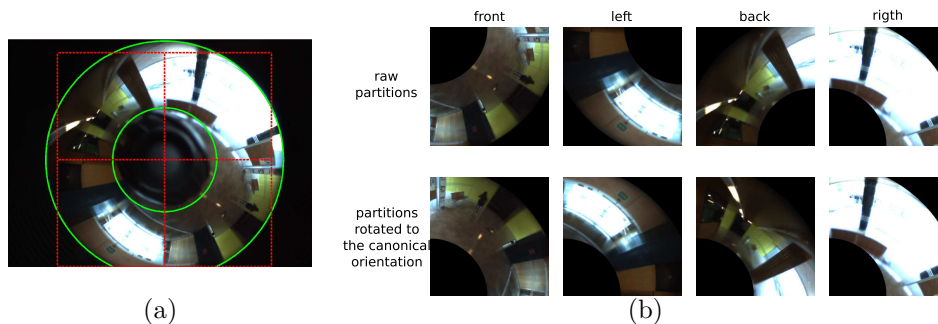 front left back rigth
raw
partitions
partitions
rotated to
the canonical
orientation
(a) (b)